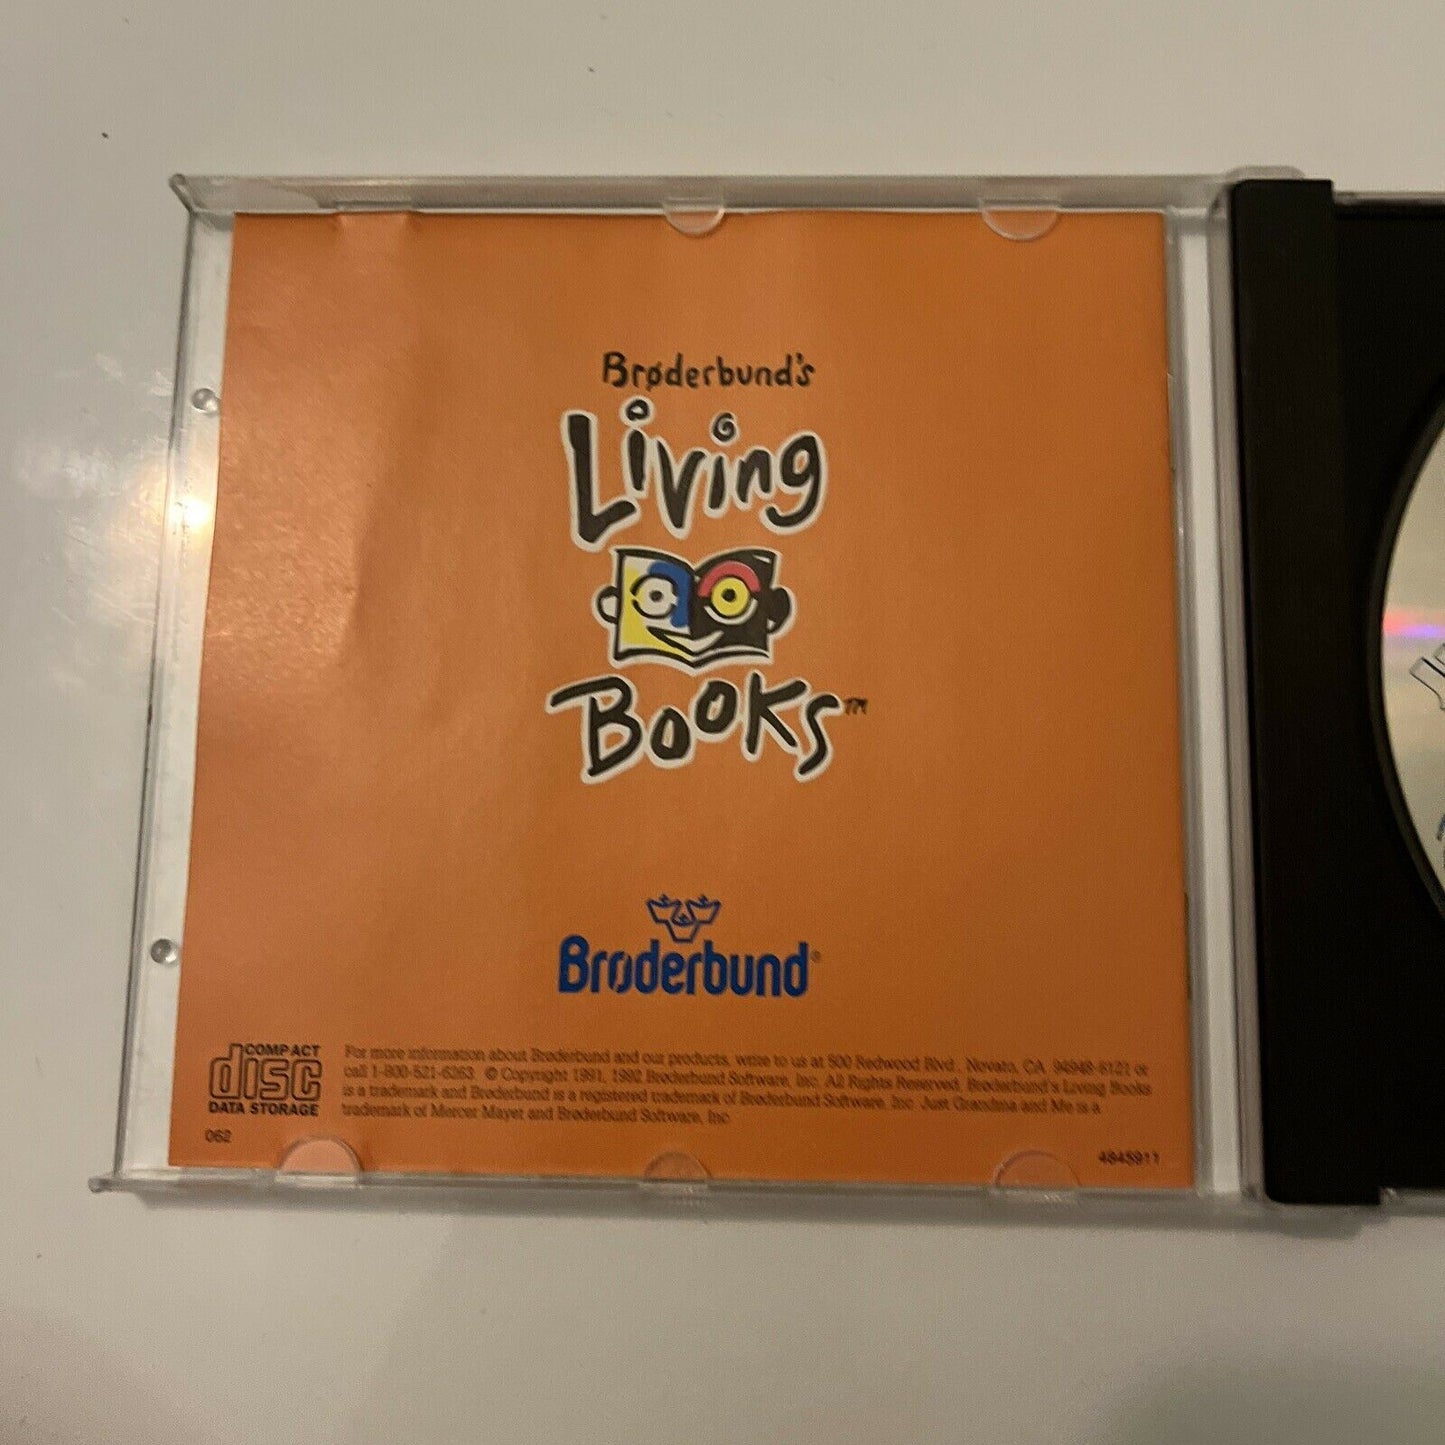 Brøderbund's
Living
Books™
Brøderbund®
COMPACT
disc
DATA STORAGE
For more information about Brøderbund and our products, write to us at 500 Redwood Blvd., Novato, CA 94948-6121 or
call 1-800-521-6263. © Copyright 1991, 1992 Brøderbund Software, Inc. All Rights Reserved. Brøderbund's Living Books
is a trademark and Brøderbund is a registered trademark of Brøderbund Software, Inc. Just Grandma and Me is a
trademark of Mercer Mayer and Brøderbund Software, Inc.
062
4845911